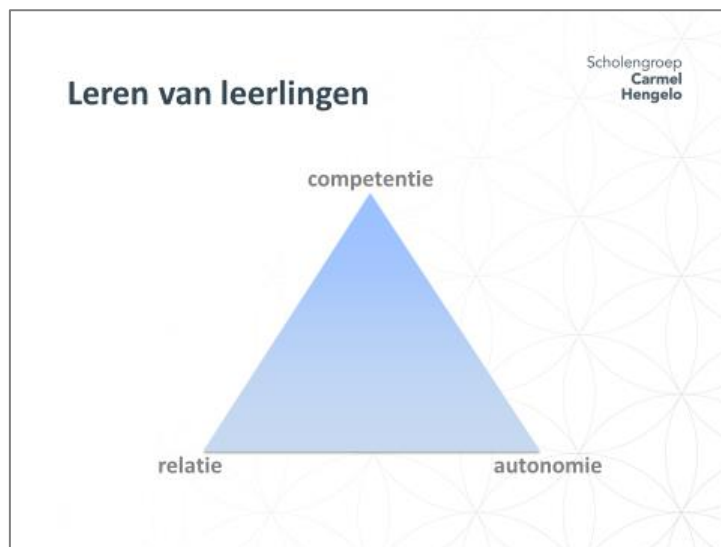 Scholengroep
Carmel
Hengelo
Leren van leerlingen
competentie
relatie
autonomie